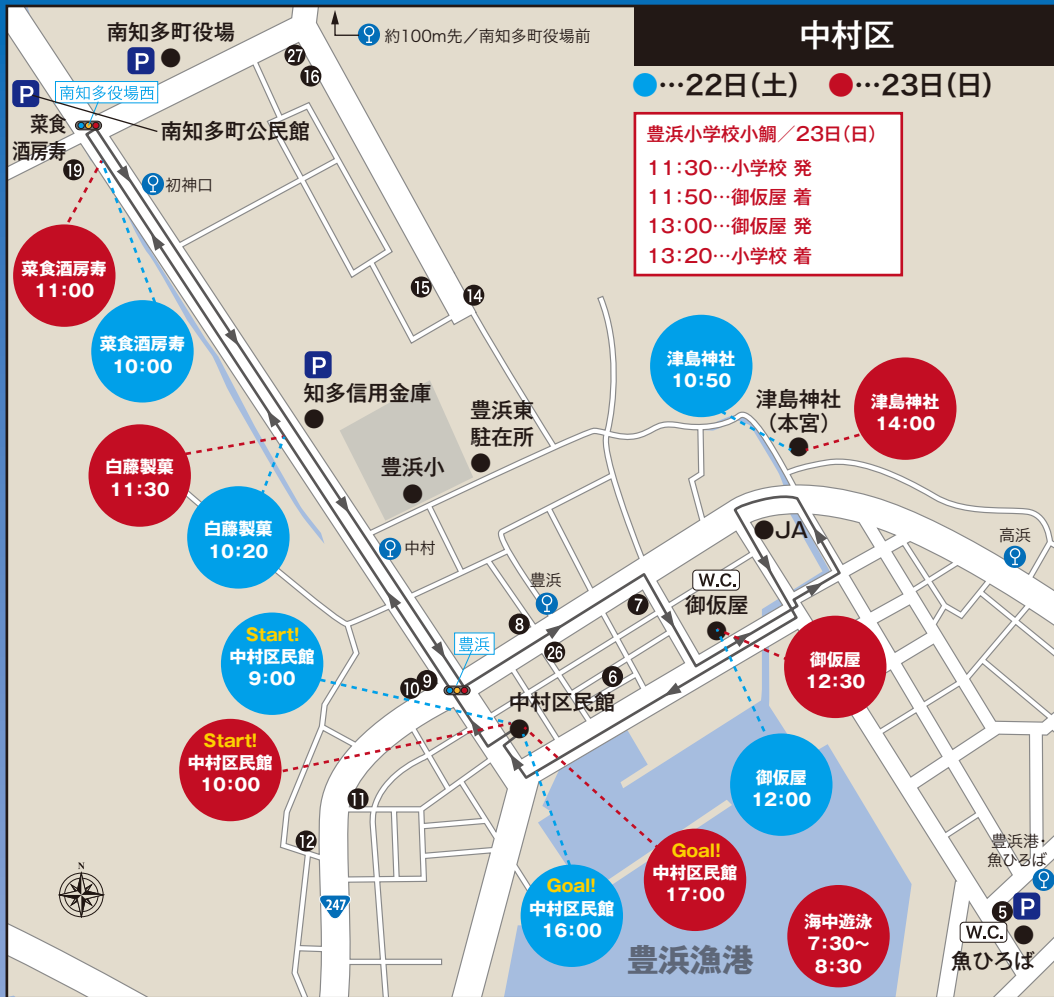 中村区
●…22日(土) ●…23日(日)
豊浜小学校小鯛／23日(日)
11:30…小学校 発
11:50…御仮屋 着
13:00…御仮屋 発
13:20…小学校 着
約100m先／南知多町役場前
南知多町役場
P
P
南知多役場西
南知多町公民館
菜食
酒房寿
19
初神口
27
16
15
14
菜食酒房寿
11:00
菜食酒房寿
10:00
P
知多信用金庫
豊浜東
駐在所
豊浜小
白藤製菓
11:30
白藤製菓
10:20
中村
津島神社
10:50
津島神社
（本宮）
津島神社
14:00
JA
高浜
W.C.
御仮屋
豊浜
7
8
26
6
豊浜
9
10
中村区民館
Start!
中村区民館
9:00
Start!
中村区民館
10:00
御仮屋
12:30
御仮屋
12:00
11
12
N
247
Goal!
中村区民館
16:00
Goal!
中村区民館
17:00
海中遊泳
7:30～
8:30
豊浜漁港
豊浜港・
魚ひろば
5
P
W.C.
魚ひろば